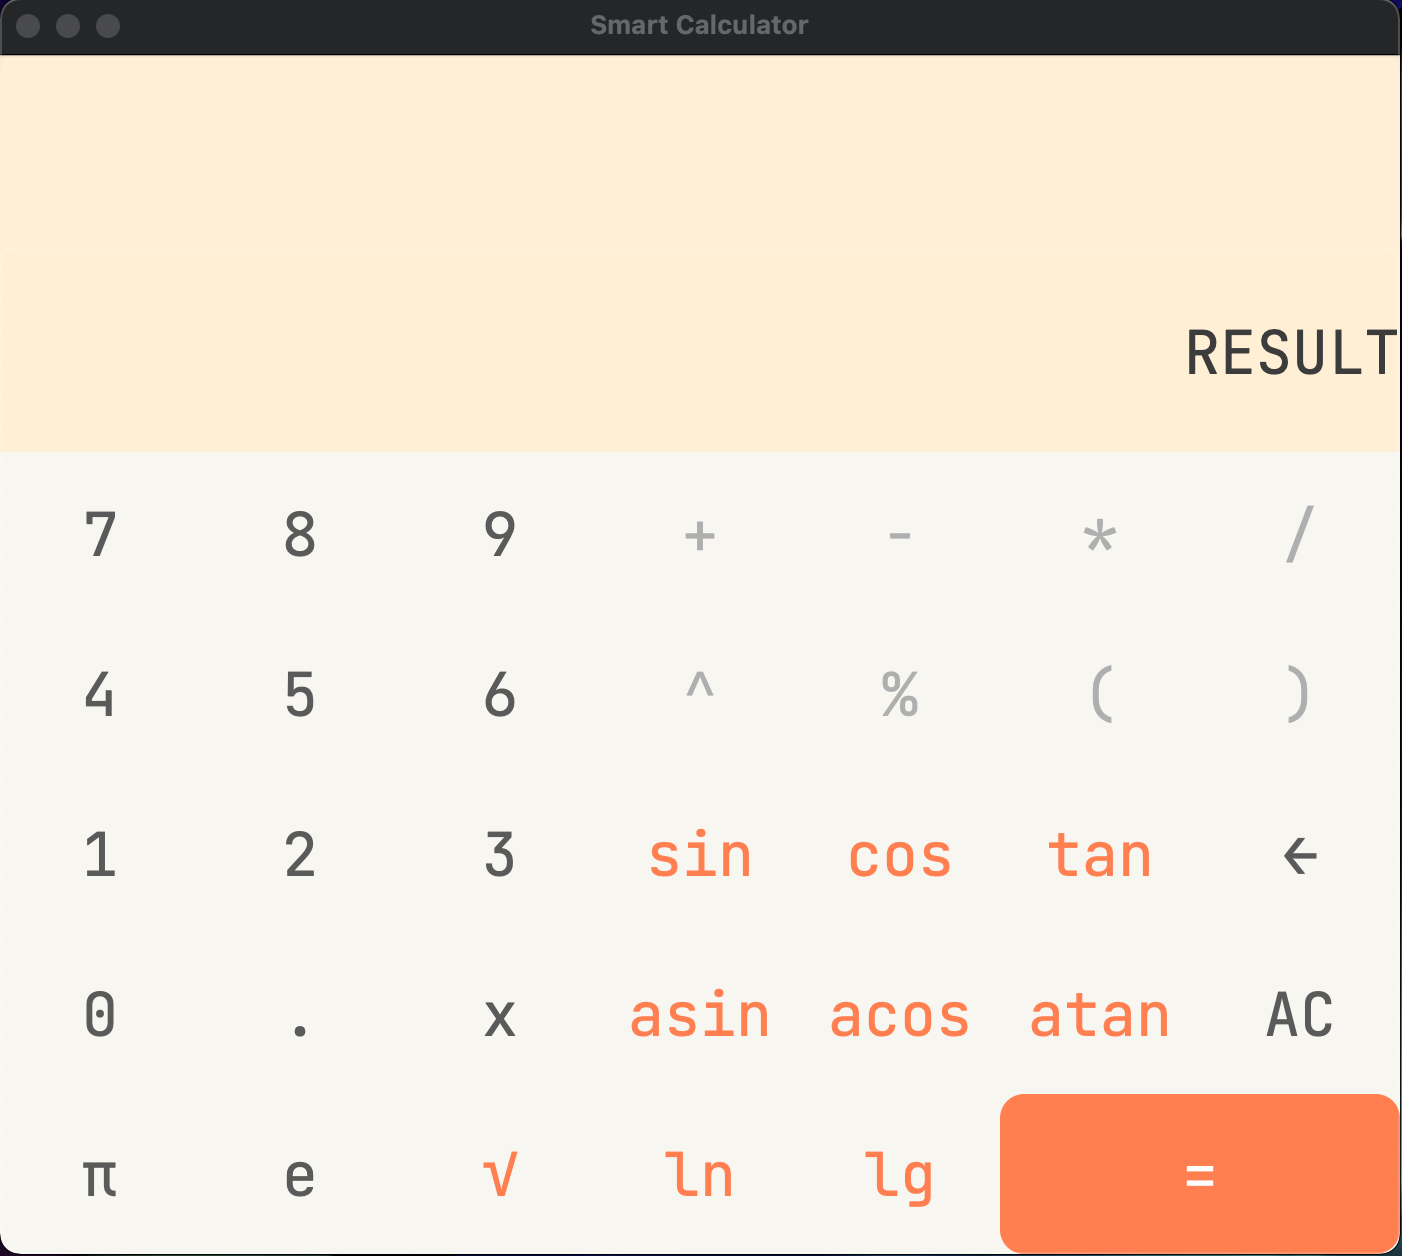 Smart Calculator
RESULT
7 8 9 + - * /
4 5 6 ^ % ( )
1 2 3 sin cos tan ←
0 . x asin acos atan AC
π e √ ln lg =